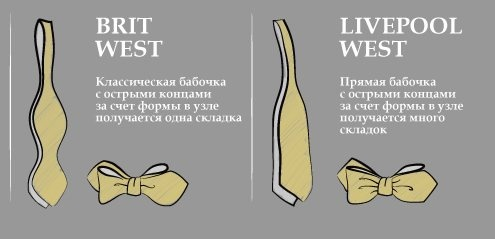 BRIT
WEST
Классическая бабочка
с острыми концами
за счет формы в узле
получается одна складка
LIVEPOOL
WEST
Прямая бабочка
с острыми концами
за счет формы в узле
получается много
складок